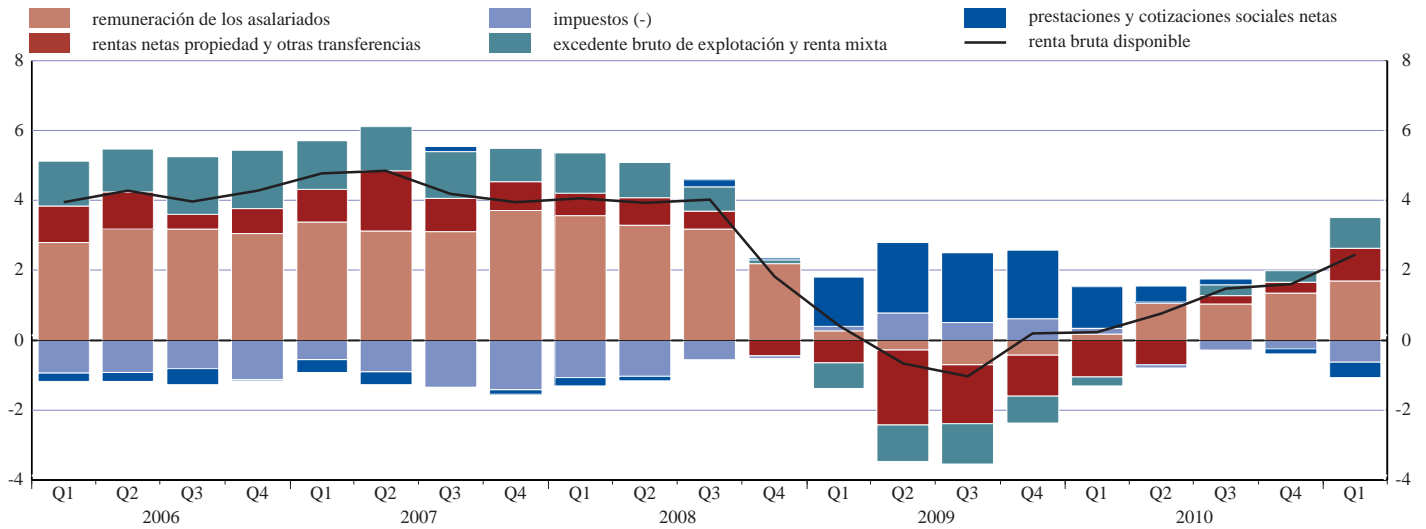 remuneración de los asalariados
impuestos (-)
prestaciones y cotizaciones sociales netas
rentas netas propiedad y otras transferencias
excedente bruto de explotación y renta mixta
renta bruta disponible
8 8
6 6
4 4
2 2
0 0
-2 -2
-4 -4
Q1 Q2 Q3 Q4 Q1 Q2 Q3 Q4 Q1 Q2 Q3 Q4 Q1 Q2 Q3 Q4 Q1 Q2 Q3 Q4 Q1
2006 2007 2008 2009 2010